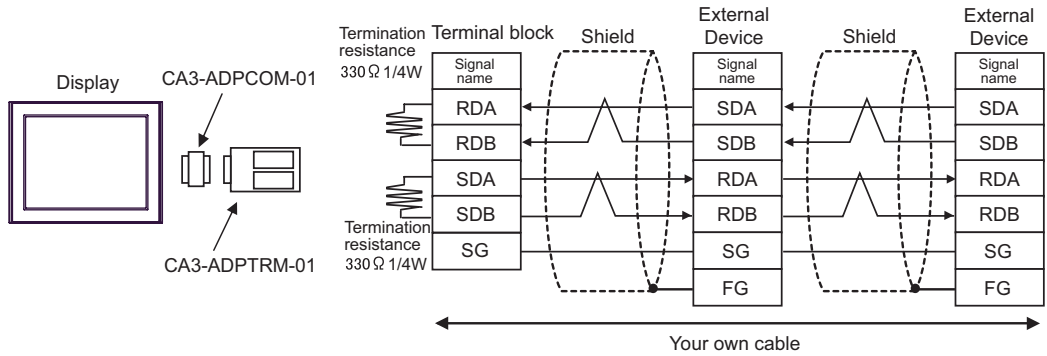 Display
CA3-ADPCOM-01
CA3-ADPTRM-01
Termination
resistance
330 Ω 1/4W
Terminal block
Shield
External
Device
Shield
External
Device
Signal
name
Signal
name
Signal
name
RDA
SDA
SDA
RDB
SDB
SDB
SDA
RDA
RDA
SDB
RDB
RDB
Termination
resistance
330 Ω 1/4W
SG
SG
SG
FG
FG
Your own cable